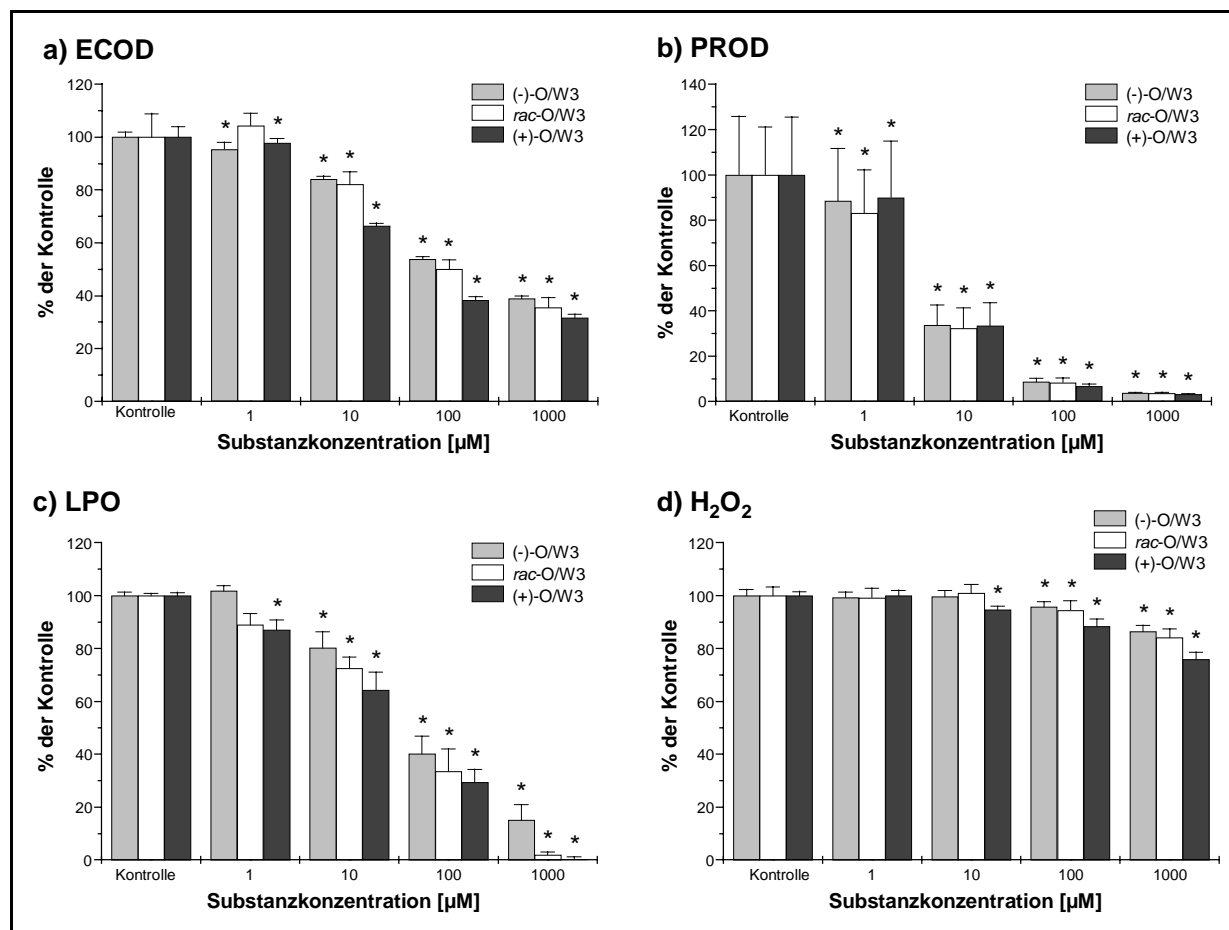 a) ECOD
(-)-O/W3
rac-O/W3
(+)-O/W3
120
100
80
60
40
20
0
% der Kontrolle
* * * * * * * * * * *
Kontrolle 1 10 100 1000
Substanzkonzentration [µM]
b) PROD
(-)-O/W3
rac-O/W3
(+)-O/W3
140
120
100
80
60
40
20
0
% der Kontrolle
* * * * * * * * * * * *
Kontrolle 1 10 100 1000
Substanzkonzentration [µM]
c) LPO
(-)-O/W3
rac-O/W3
(+)-O/W3
120
100
80
60
40
20
0
% der Kontrolle
* * * * * * * * * *
Kontrolle 1 10 100 1000
Substanzkonzentration [µM]
d) H₂O₂
(-)-O/W3
rac-O/W3
(+)-O/W3
120
100
80
60
40
20
0
% der Kontrolle
* * * * * * *
Kontrolle 1 10 100 1000
Substanzkonzentration [µM]